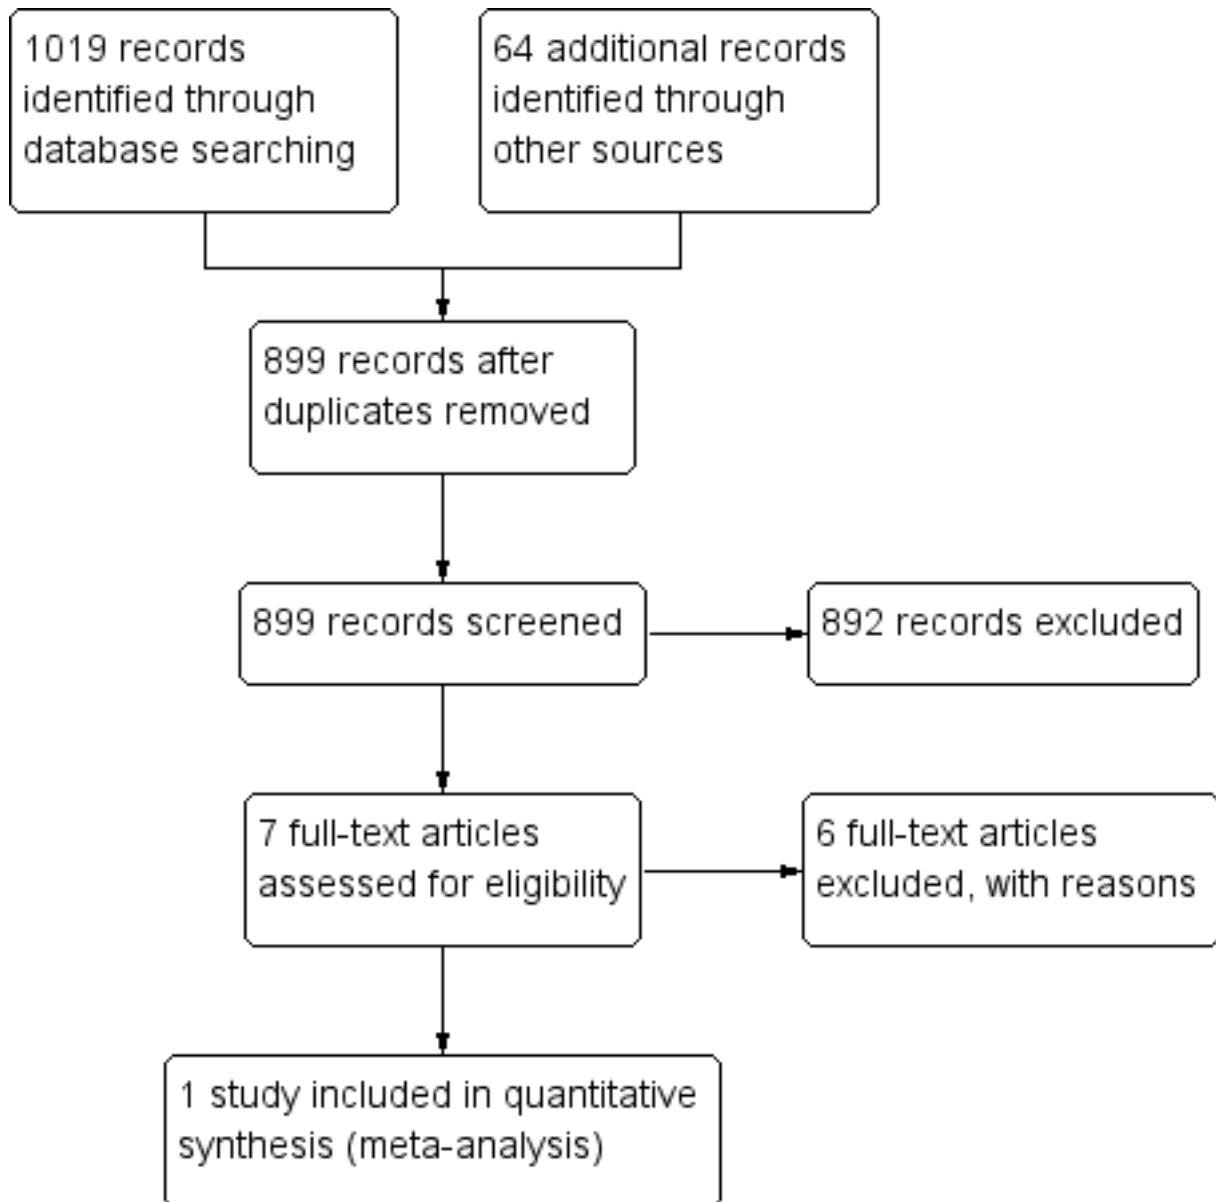 1019 records
identified through
database searching
64 additional records
identified through
other sources
899 records after
duplicates removed
899 records screened
892 records excluded
7 full-text articles
assessed for eligibility
6 full-text articles
excluded, with reasons
1 study included in quantitative
synthesis (meta-analysis)